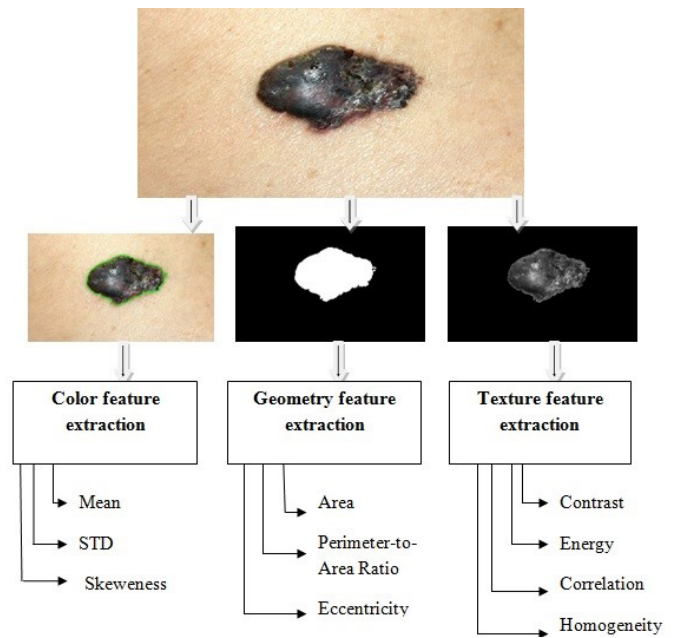 Color feature
extraction
Mean
STD
Skeweness
Geometry feature
extraction
Area
Perimeter-to-
Area Ratio
Eccentricity
Texture feature
extraction
Contrast
Energy
Correlation
Homogeneity